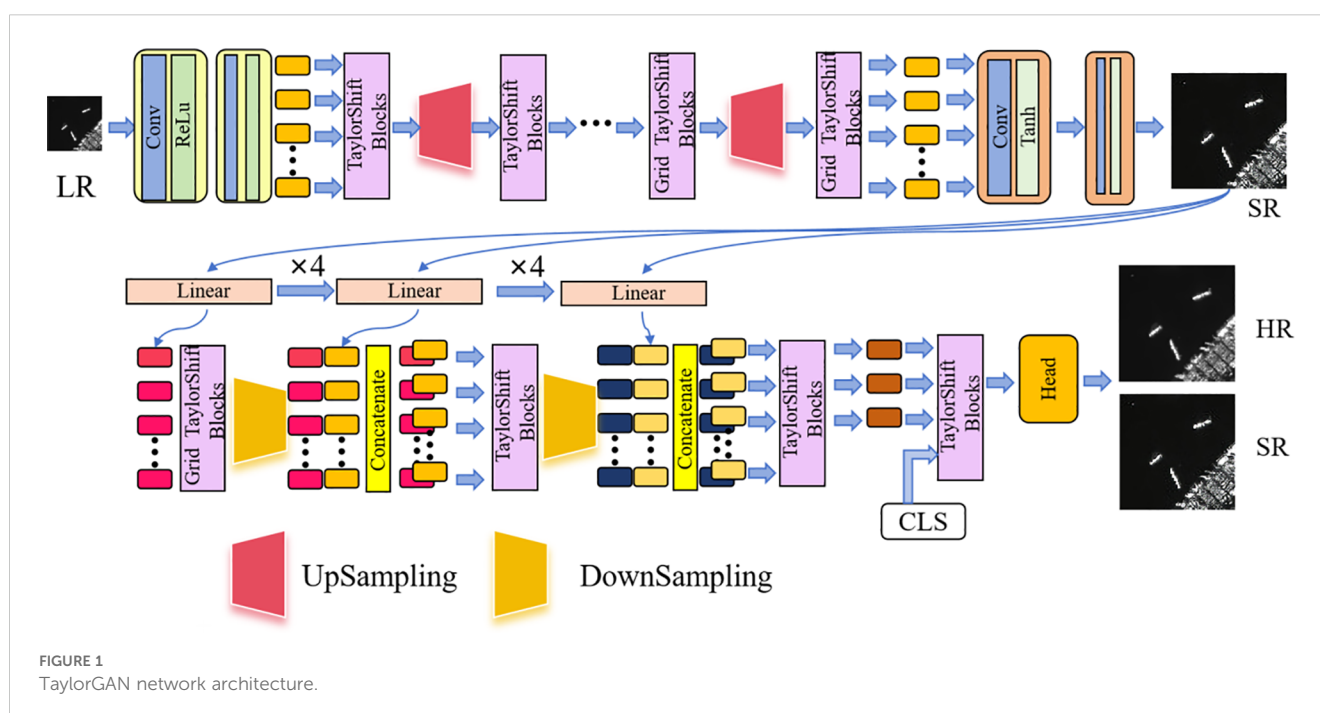 LR
Conv
ReLu
TaylorShift
Blocks
TaylorShift
Blocks
Grid TaylorShift
Blocks
Grid TaylorShift
Blocks
Conv
Tanh
SR
×4
×4
Linear
Linear
Linear
Grid TaylorShift
Blocks
Concatenate
TaylorShift
Blocks
Concatenate
TaylorShift
Blocks
TaylorShift
Blocks
CLS
Head
HR
SR
UpSampling
DownSampling
FIGURE 1
TaylorGAN network architecture.